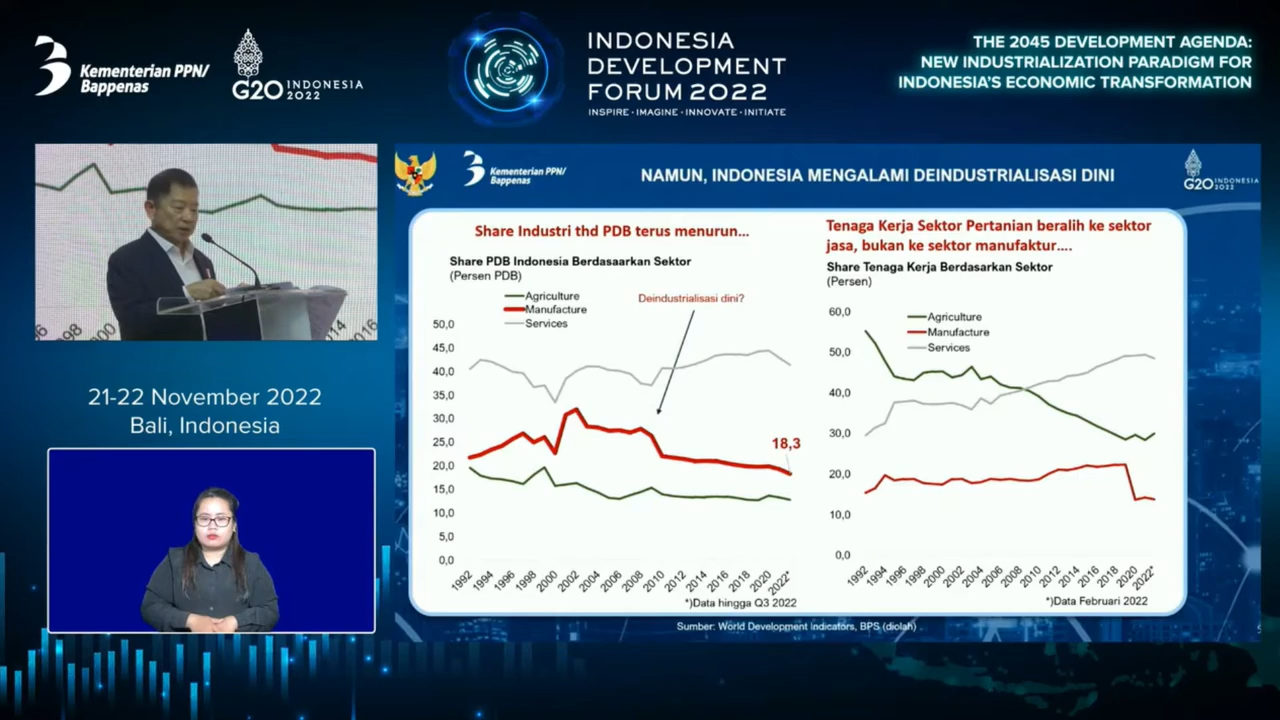 Kementerian PPN/
Bappenas
G20 INDONESIA
2022
INDONESIA
DEVELOPMENT
FORUM 2022
INSPIRE · IMAGINE · INNOVATE · INITIATE
THE 2045 DEVELOPMENT AGENDA:
NEW INDUSTRIALIZATION PARADIGM FOR
INDONESIA'S ECONOMIC TRANSFORMATION
98
00
14
2016
21-22 November 2022
Bali, Indonesia
Kementerian PPN/
Bappenas
NAMUN, INDONESIA MENGALAMI DEINDUSTRIALISASI DINI
G20 INDONESIA
2022
Share Industri thd PDB terus menurun...
Share PDB Indonesia Berdasaarkan Sektor
(Persen PDB)
Agriculture
Manufacture
Services
Deindustrialisasi dini?
50,0
45,0
40,0
35,0
30,0
25,0
20,0
15,0
10,0
5,0
0,0
18,3
1992
1994
1996
1998
2000
2002
2004
2006
2008
2010
2012
2014
2016
2018
2020
2022*
*)Data hingga Q3 2022
Tenaga Kerja Sektor Pertanian beralih ke sektor
jasa, bukan ke sektor manufaktur....
Share Tenaga Kerja Berdasarkan Sektor
(Persen)
Agriculture
Manufacture
Services
60,0
50,0
40,0
30,0
20,0
10,0
0,0
1992
1994
1996
1998
2000
2002
2004
2006
2008
2010
2012
2014
2016
2018
2020
2022*
*)Data Februari 2022
Sumber: World Development Indicators, BPS (diolah)